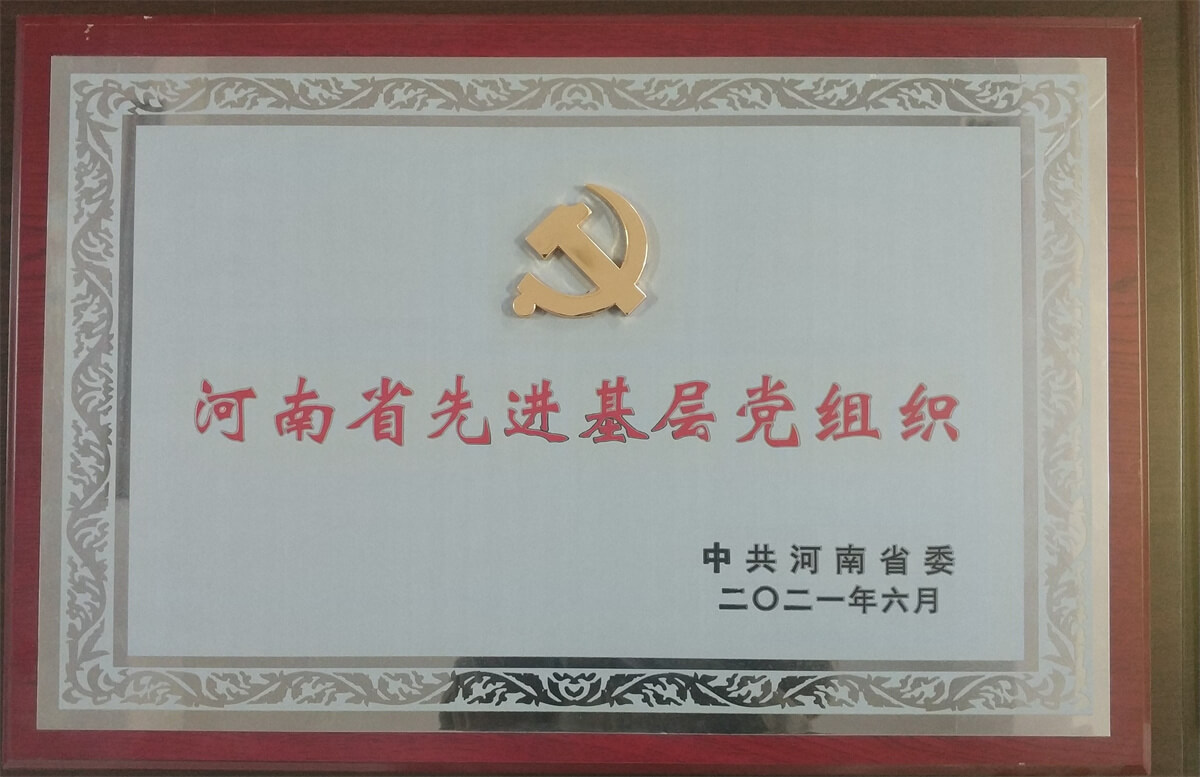 河南省先进基层党组织
中共河南省委
二〇二一年六月